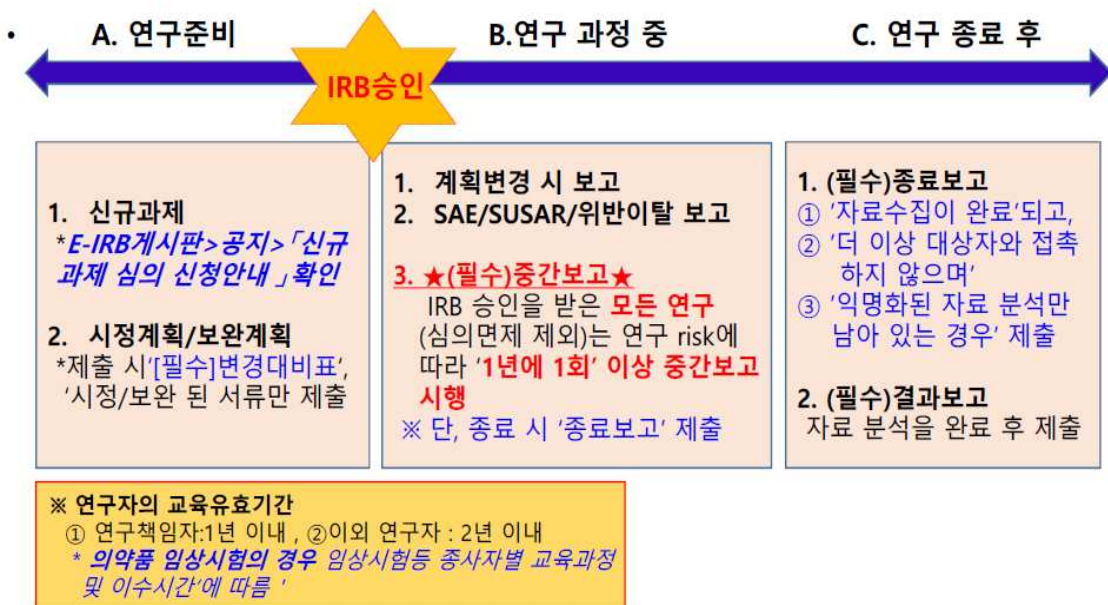 • A. 연구준비 B.연구 과정 중 C. 연구 종료 후
IRB승인
1. 신규과제
*E-IRB게시판>공지>「신규
과제 심의 신청안내 」확인
2. 시정계획/보완계획
*제출 시'[필수]변경대비표',
'시정/보완 된 서류만 제출
1. 계획변경 시 보고
2. SAE/SUSAR/위반이탈 보고
3. ★(필수)중간보고★
IRB 승인을 받은 모든 연구
(심의면제 제외)는 연구 risk에
따라 '1년에 1회' 이상 중간보고
시행
※ 단, 종료 시 '종료보고' 제출
1. (필수)종료보고
① '자료수집이 완료'되고,
② '더 이상 대상자와 접촉
하지 않으며'
③ '익명화된 자료 분석만
남아 있는 경우' 제출
2. (필수)결과보고
자료 분석을 완료 후 제출
※ 연구자의 교육유효기간
① 연구책임자:1년 이내 , ②이외 연구자 : 2년 이내
* 의약품 임상시험의 경우 임상시험등 종사자별 교육과정
및 이수시간'에 따름 '